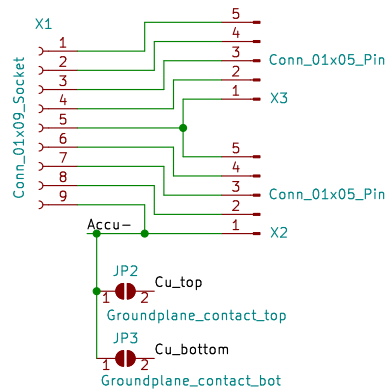 X1
Conn_01x09_Socket
1
2
3
4
5
6
7
8
9
5
4
3
2
1
Conn_01x05_Pin
X3
5
4
3
2
1
Conn_01x05_Pin
X2
Accu-
JP2
1 2
Cu_top
Groundplane_contact_top
JP3
1 2
Cu_bottom
Groundplane_contact_bot